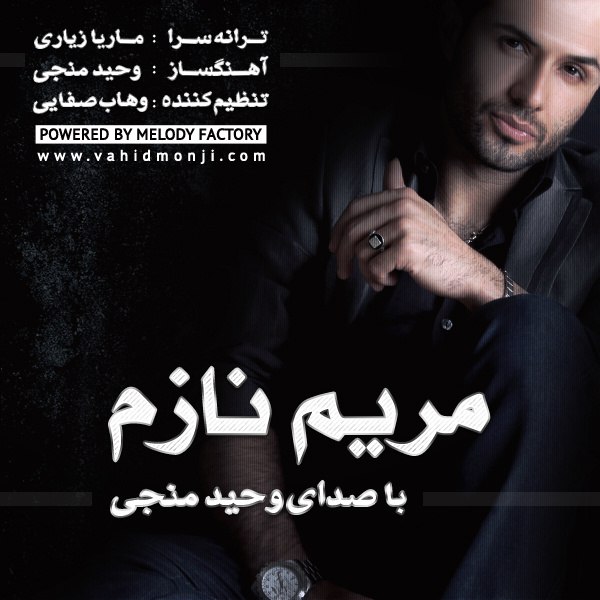 ترانه سرا : ماریا زیاری
آهنگساز : وحید منجی
تنظیم کننده : وهاب صفایی
POWERED BY MELODY FACTORY
www.vahidmonji.com
مریم نازم
با صدای وحید منجی